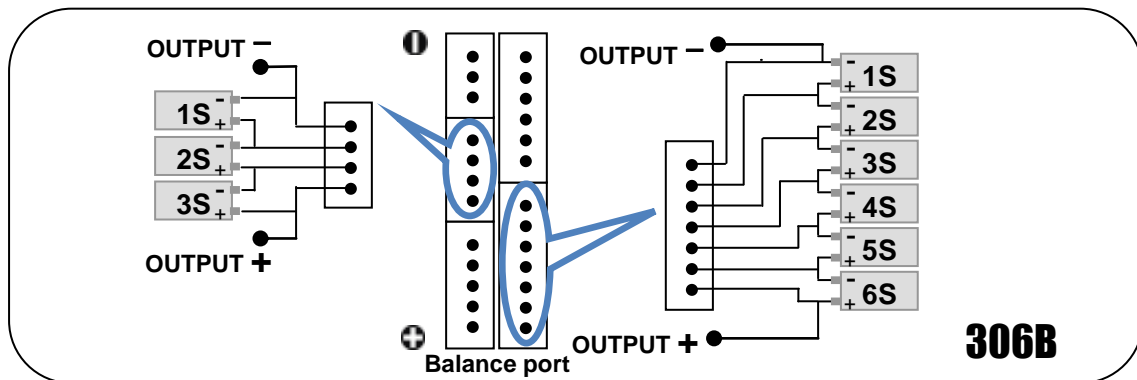 OUTPUT −
1S - +
2S - +
3S - +
OUTPUT +
Balance port
OUTPUT −
- 1S +
- 2S +
- 3S +
- 4S +
- 5S +
- 6S +
OUTPUT +
306B